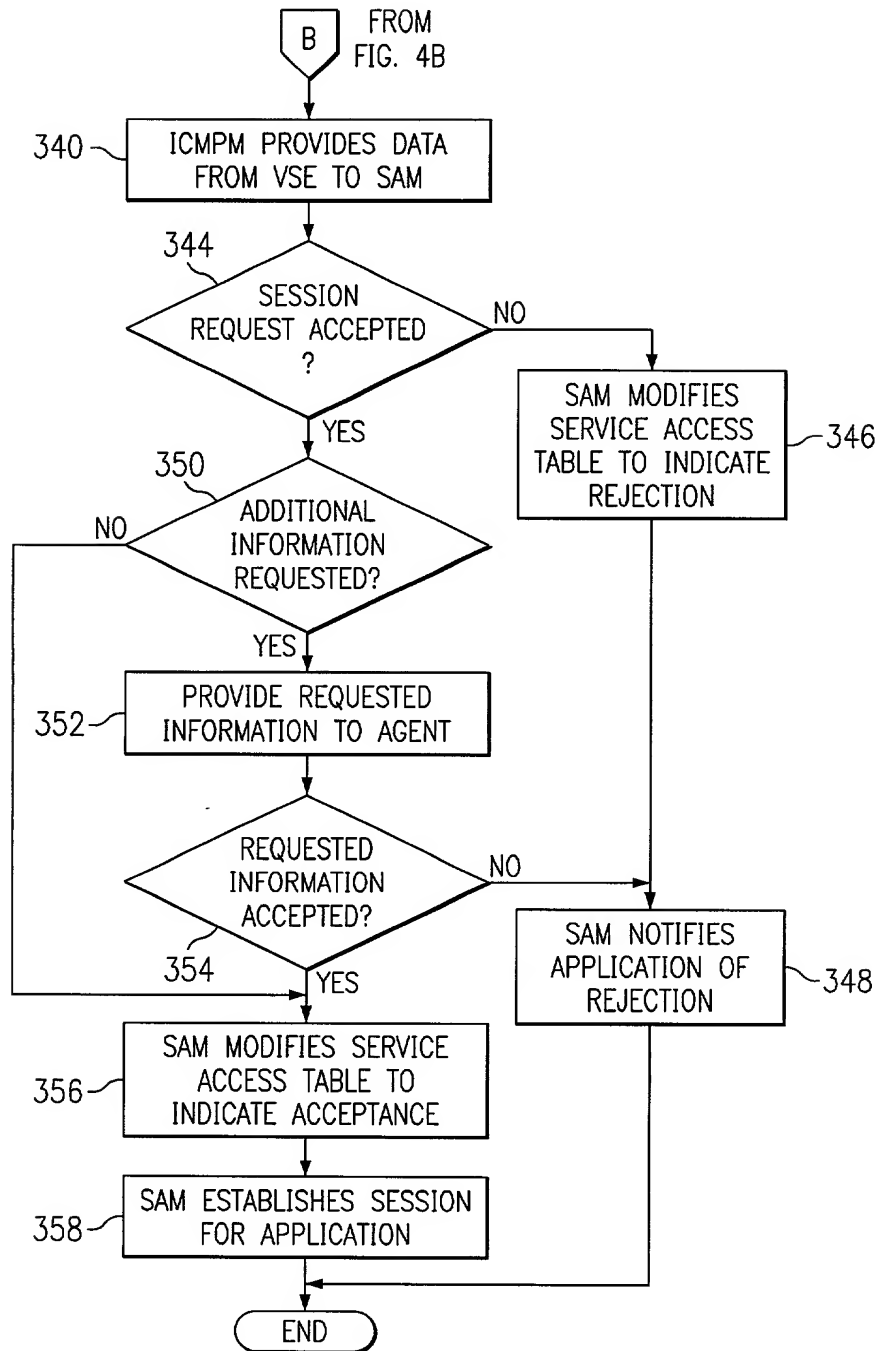 B
FROM
FIG. 4B
340
ICMPM PROVIDES DATA
FROM VSE TO SAM
344
SESSION
REQUEST ACCEPTED
?
NO
YES
SAM MODIFIES
SERVICE ACCESS
TABLE TO INDICATE
REJECTION
346
350
ADDITIONAL
INFORMATION
REQUESTED?
NO
YES
352
PROVIDE REQUESTED
INFORMATION TO AGENT
REQUESTED
INFORMATION
ACCEPTED?
NO
354
YES
SAM NOTIFIES
APPLICATION OF
REJECTION
348
356
SAM MODIFIES SERVICE
ACCESS TABLE TO
INDICATE ACCEPTANCE
358
SAM ESTABLISHES SESSION
FOR APPLICATION
END